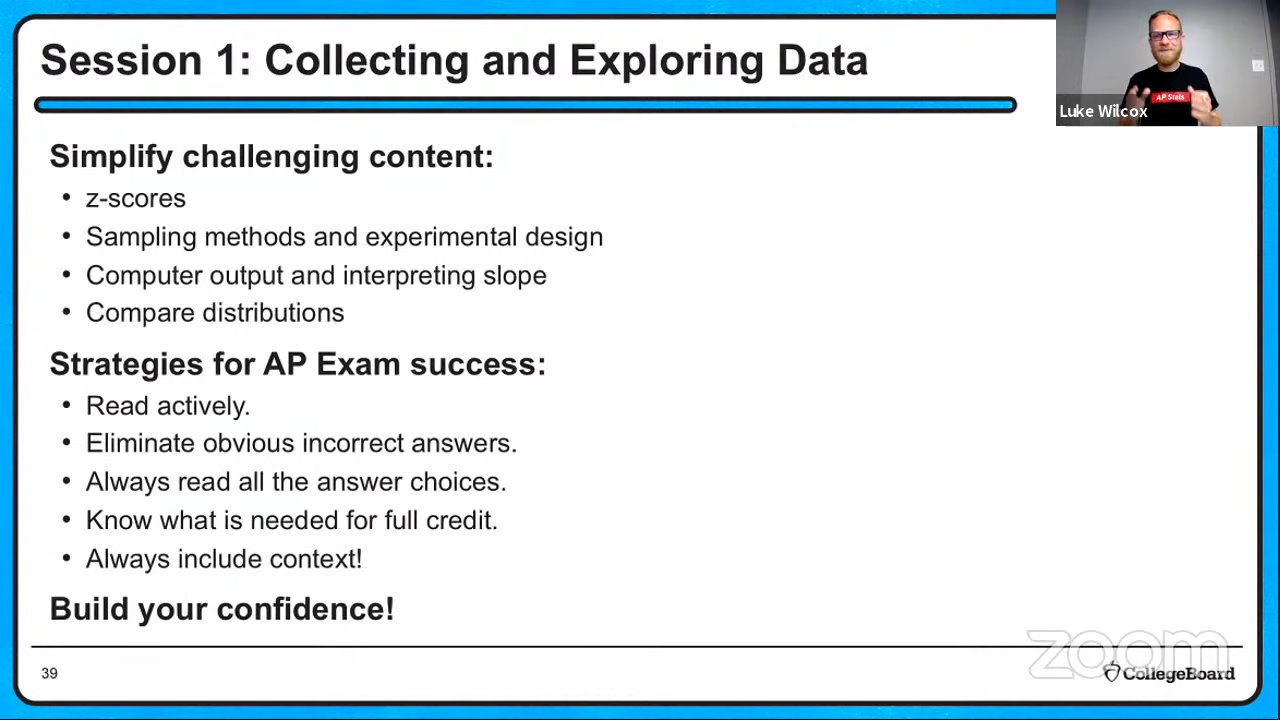 Session 1: Collecting and Exploring Data
AP Stats
Luke Wilcox
Simplify challenging content:
• z-scores
• Sampling methods and experimental design
• Computer output and interpreting slope
• Compare distributions
Strategies for AP Exam success:
• Read actively.
• Eliminate obvious incorrect answers.
• Always read all the answer choices.
• Know what is needed for full credit.
• Always include context!
Build your confidence!
zoom
39
CollegeBoard